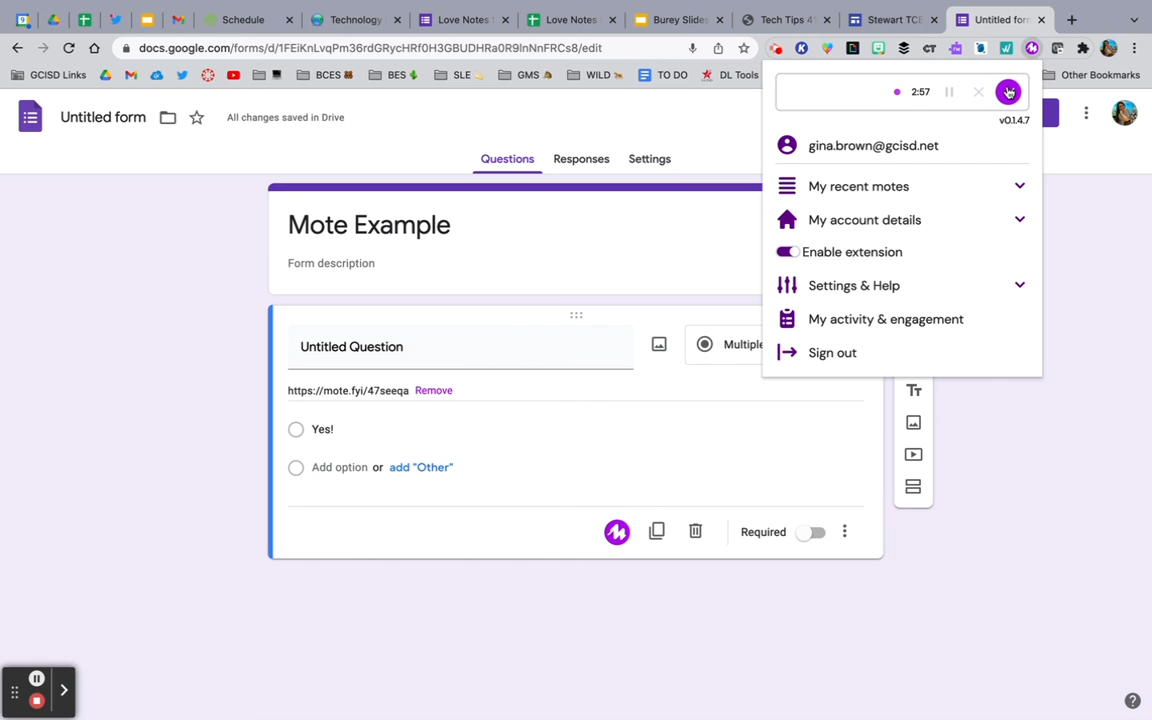 Schedule
Technology
Love Notes f
Love Notes
Burey Slides
Tech Tips 4
Stewart TCE
Untitled form
docs.google.com/forms/d/1FEiKnLvqPm36rdGRycHRf0H3GBUDHRa0R9lnNnFRCs8/edit
GCISD Links
BCES
BES
SLE
GMS
WILD
TO DO
DL Tools
Other Bookmarks
Untitled form
All changes saved in Drive
2:57
v0.1.4.7
Questions
Responses
Settings
gina.brown@gcisd.net
My recent motes
My account details
Enable extension
Settings & Help
My activity & engagement
Sign out
Mote Example
Form description
Untitled Question
Multiple
https://mote.fyi/47seeqa Remove
Yes!
Add option or add "Other"
Required